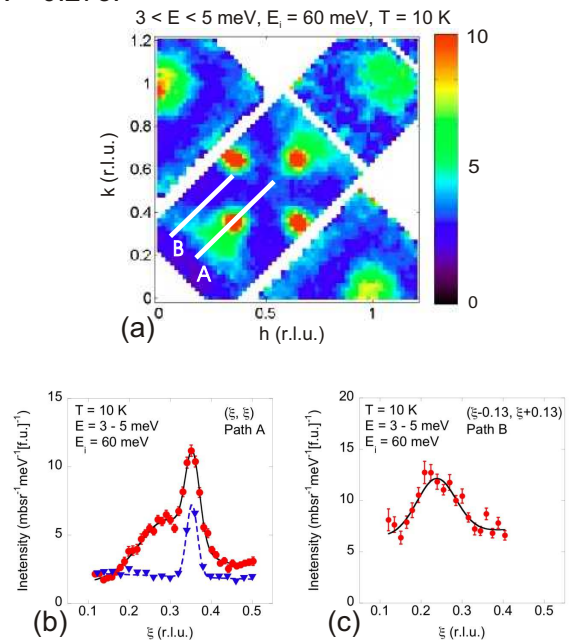 3 < E < 5 meV, E_i = 60 meV, T = 10 K
1.2
1
0.8
0.6
0.4
0.2
0
k (r.l.u.)
B
A
0
0.5
1
h (r.l.u.)
10
5
0
(a)
15
10
5
0
Inetensity (mbsr⁻¹meV⁻¹[f.u.]⁻¹)
T = 10 K
E = 3 - 5 meV
E_i = 60 meV
(ξ, ξ)
Path A
0.1 0.2 0.3 0.4 0.5
ξ (r.l.u.)
(b)
20
15
10
5
0
Inetensity (mbsr⁻¹meV⁻¹[f.u.]⁻¹)
T = 10 K
E = 3 - 5 meV
E_i = 60 meV
(ξ-0.13, ξ+0.13)
Path B
0.1 0.2 0.3 0.4 0.5
ξ (r.l.u.)
(c)